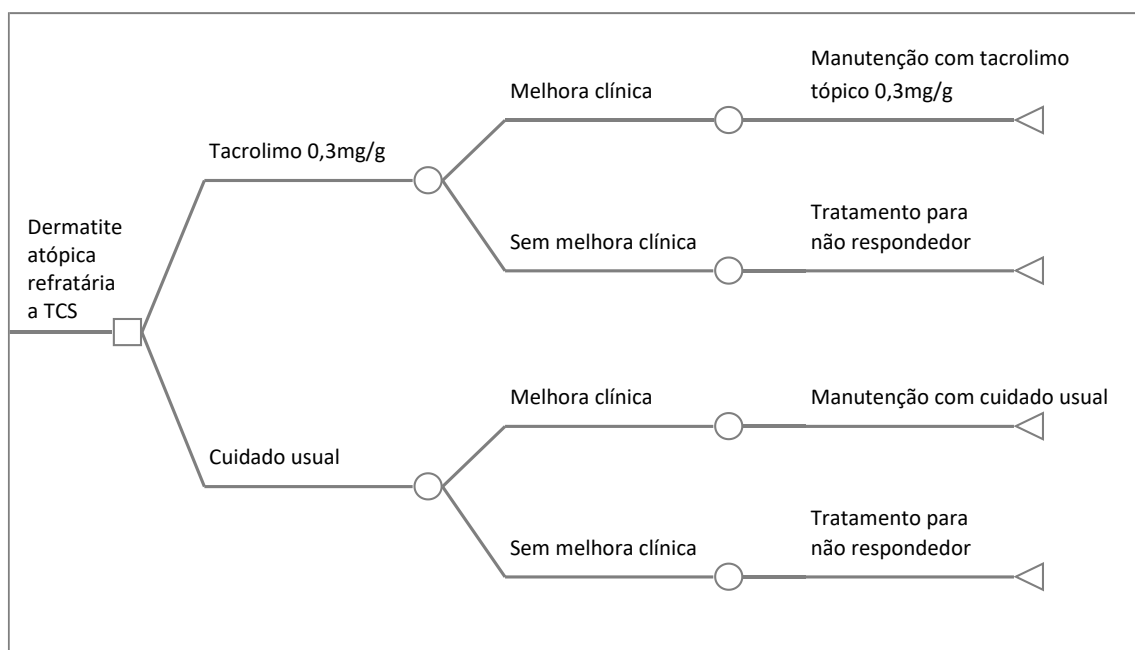 Dermatite
atópica
refratária
a TCS
Tacrolimo 0,3mg/g
Melhora clínica
Manutenção com tacrolimo
tópico 0,3mg/g
Sem melhora clínica
Tratamento para
não respondedor
Cuidado usual
Melhora clínica
Manutenção com cuidado usual
Sem melhora clínica
Tratamento para
não respondedor